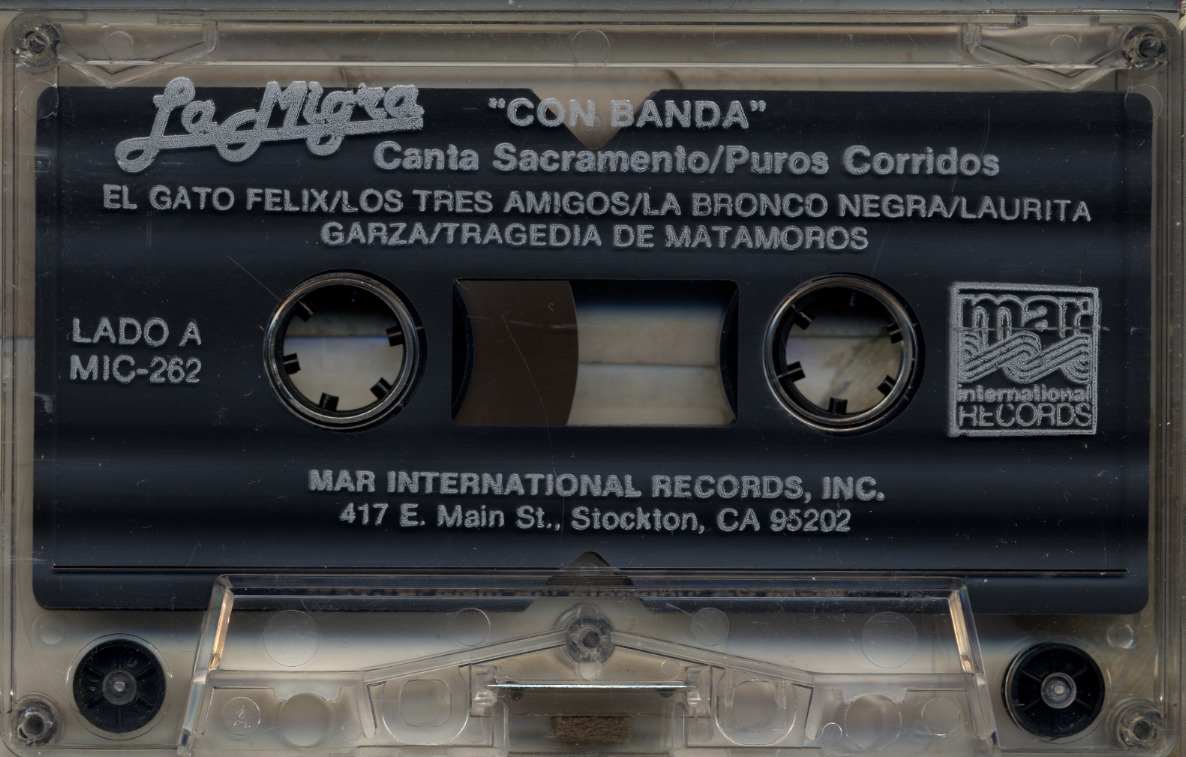 La Migra
"CON BANDA"
Canta Sacramento/Puros Corridos
EL GATO FELIX/LOS TRES AMIGOS/LA BRONCO NEGRA/LAURITA
GARZA/TRAGEDIA DE MATAMOROS
LADO A
MIC-262
mar
international
RECORDS
MAR INTERNATIONAL RECORDS, INC.
417 E. Main St., Stockton, CA 95202
A